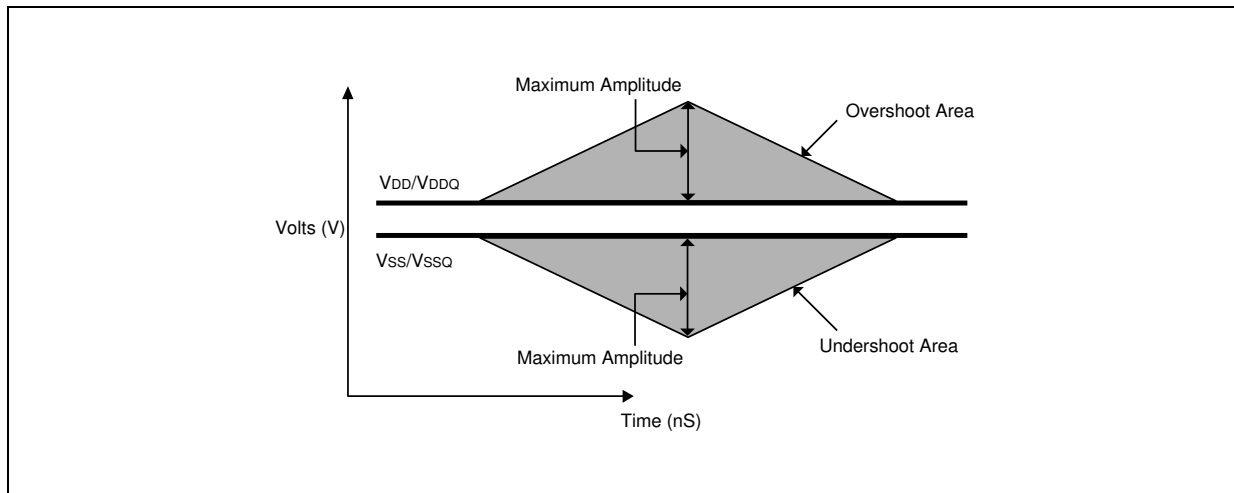 Maximum Amplitude
Overshoot Area
VDD/VDDQ
Volts (V)
VSS/VSSQ
Maximum Amplitude
Undershoot Area
Time (nS)